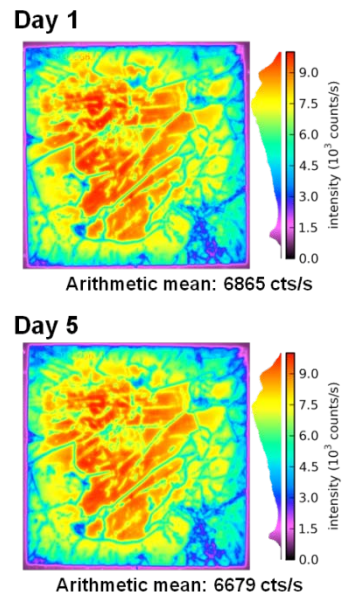 Day 1
9.0
7.5
6.0
4.5
3.0
1.5
0.0
intensity (10³ counts/s)
Arithmetic mean: 6865 cts/s
Day 5
9.0
7.5
6.0
4.5
3.0
1.5
0.0
intensity (10³ counts/s)
Arithmetic mean: 6679 cts/s